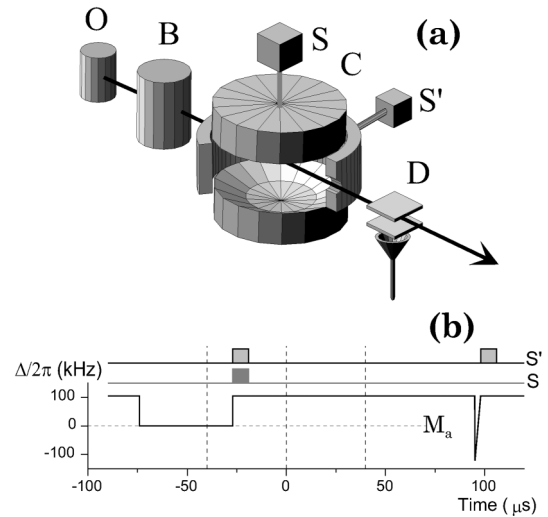 (a)
O
B
S
C
S'
D
(b)
S'
Δ/2π (kHz)
S
100
0
-100
Mₐ
-100 -50 0 50 100
Time ( μs)